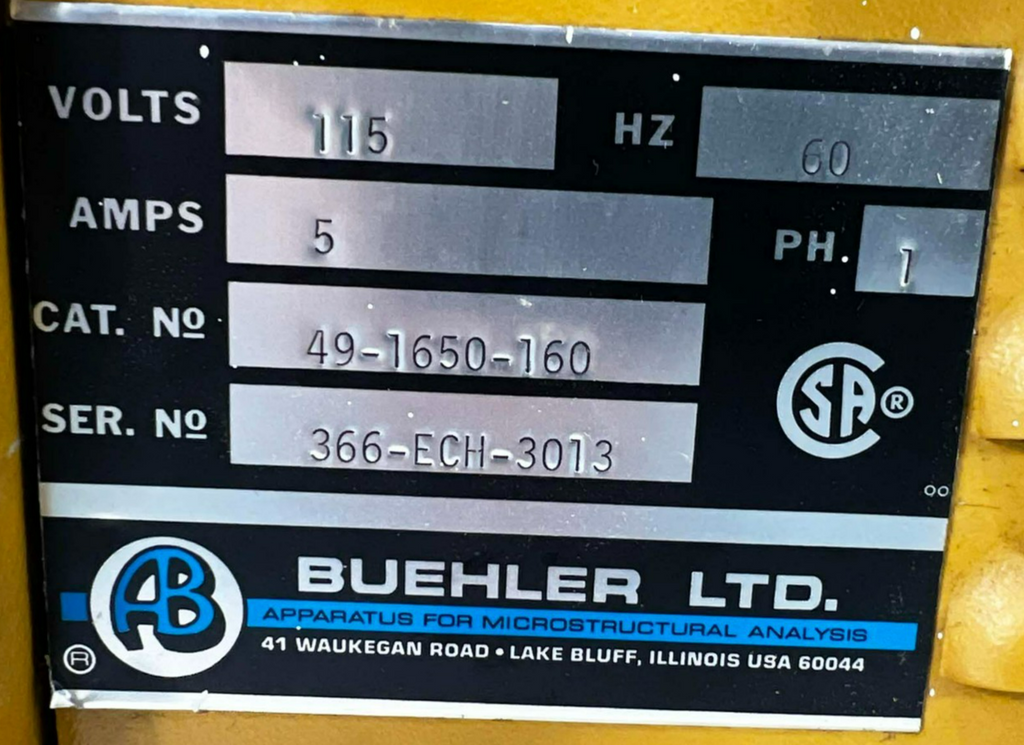 VOLTS 115 HZ 60
AMPS 5 PH. 1
CAT. Nº 49-1650-160
SER. Nº 366-ECH-3013
CSA ®
AB
®
BUEHLER LTD.
APPARATUS FOR MICROSTRUCTURAL ANALYSIS
41 WAUKEGAN ROAD • LAKE BLUFF, ILLINOIS USA 60044